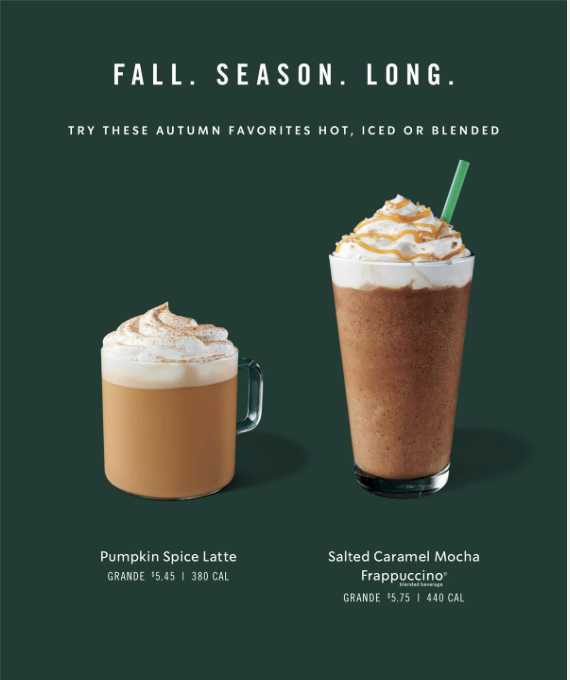 FALL. SEASON. LONG.
TRY THESE AUTUMN FAVORITES HOT, ICED OR BLENDED
Pumpkin Spice Latte
GRANDE $5.45 | 380 CAL
Salted Caramel Mocha
Frappuccino®
blended beverage
GRANDE $5.75 | 440 CAL